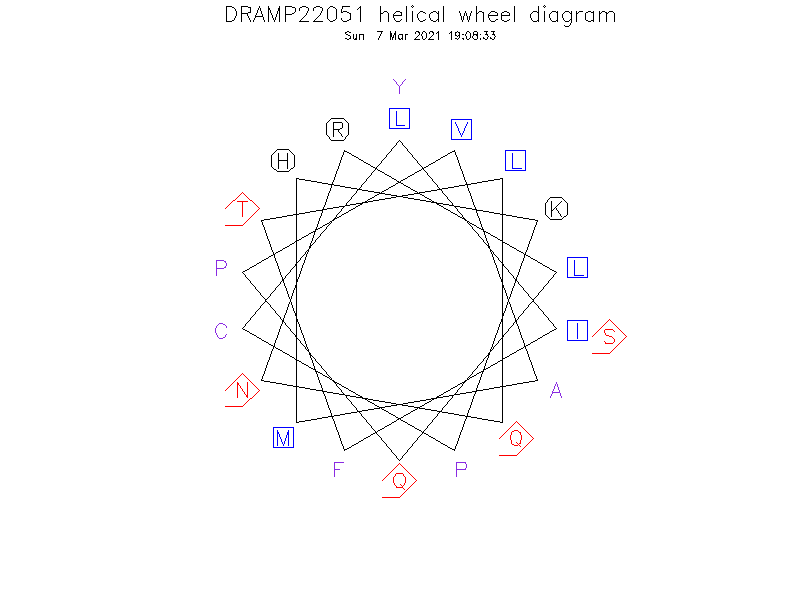 DRAMP22051 helical wheel diagram
Sun 7 Mar 2021 19:08:33
Y
L
R
V
H
L
T
K
P
L
C
I
S
N
A
M
Q
F
P
Q